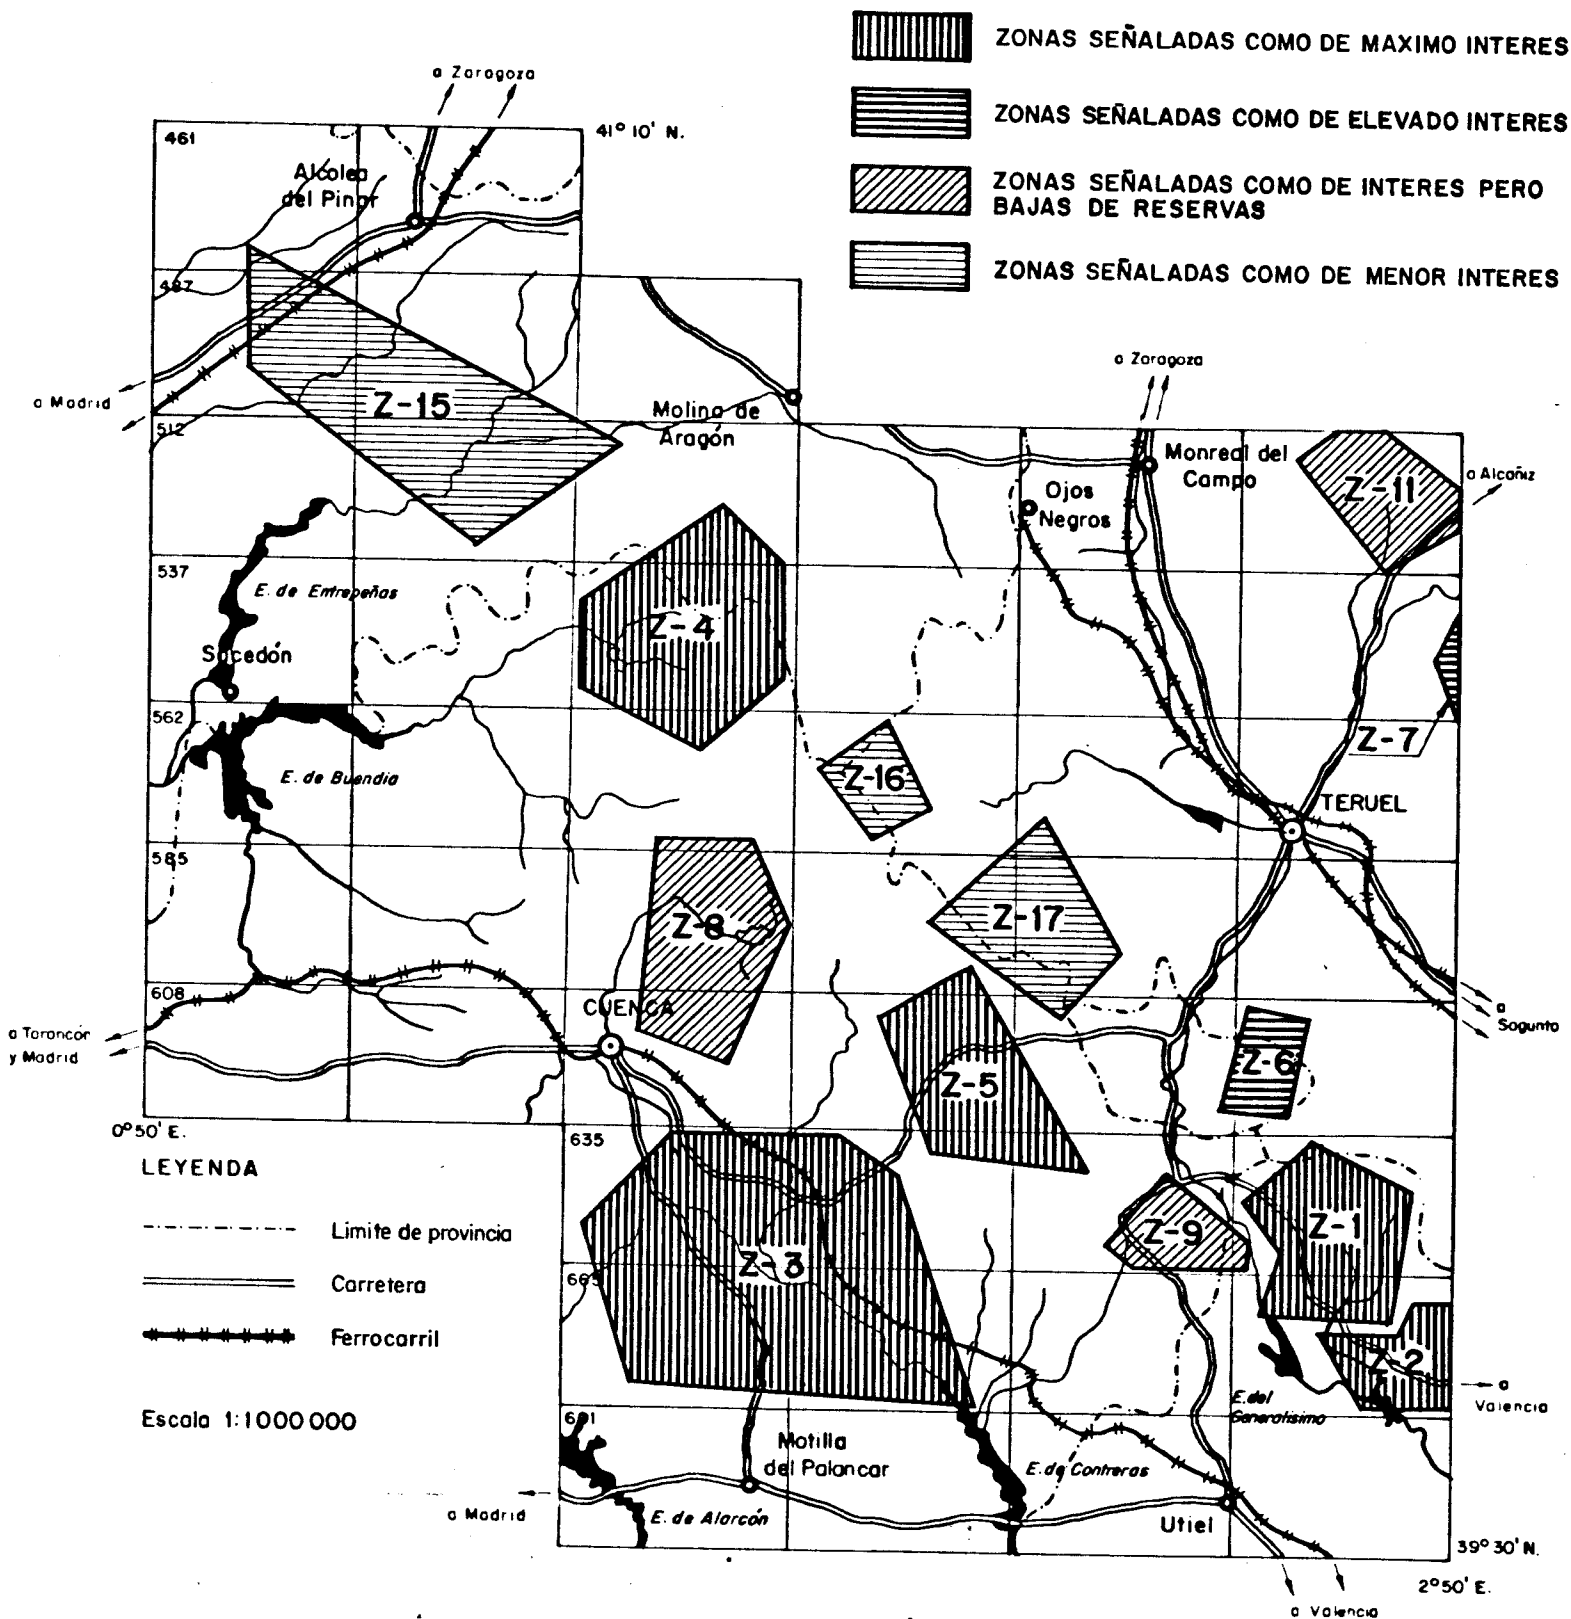 ZONAS SEÑALADAS COMO DE MAXIMO INTERES
ZONAS SEÑALADAS COMO DE ELEVADO INTERES
ZONAS SEÑALADAS COMO DE INTERES PERO
BAJAS DE RESERVAS
ZONAS SEÑALADAS COMO DE MENOR INTERES
a Zaragoza
461
41° 10' N.
Alcolea
del Pinar
487
a Zaragoza
a Madrid
Z-15
512
Molina de
Aragón
Monreal del
Campo
a Alcañiz
Z-11
Ojos
Negros
537
E. de Entrepeñas
Z-4
Sacedón
562
Z-7
E. de Buendia
Z-16
TERUEL
585
Z-8
Z-17
608
CUENCA
a Tarancón
y Madrid
a
Sagunto
Z-6
Z-5
0° 50' E.
635
LEYENDA
Limite de provincia
Z-9
Z-1
Z-3
665
Carretera
Ferrocarril
Z-2
a
Valencia
E. del
Generalisimo
Escala 1:1000 000
691
Motilla
del Palancar
E. de Contreras
a Madrid
E. de Alarcón
Utiel
39° 30' N.
2° 50' E.
a Valencia